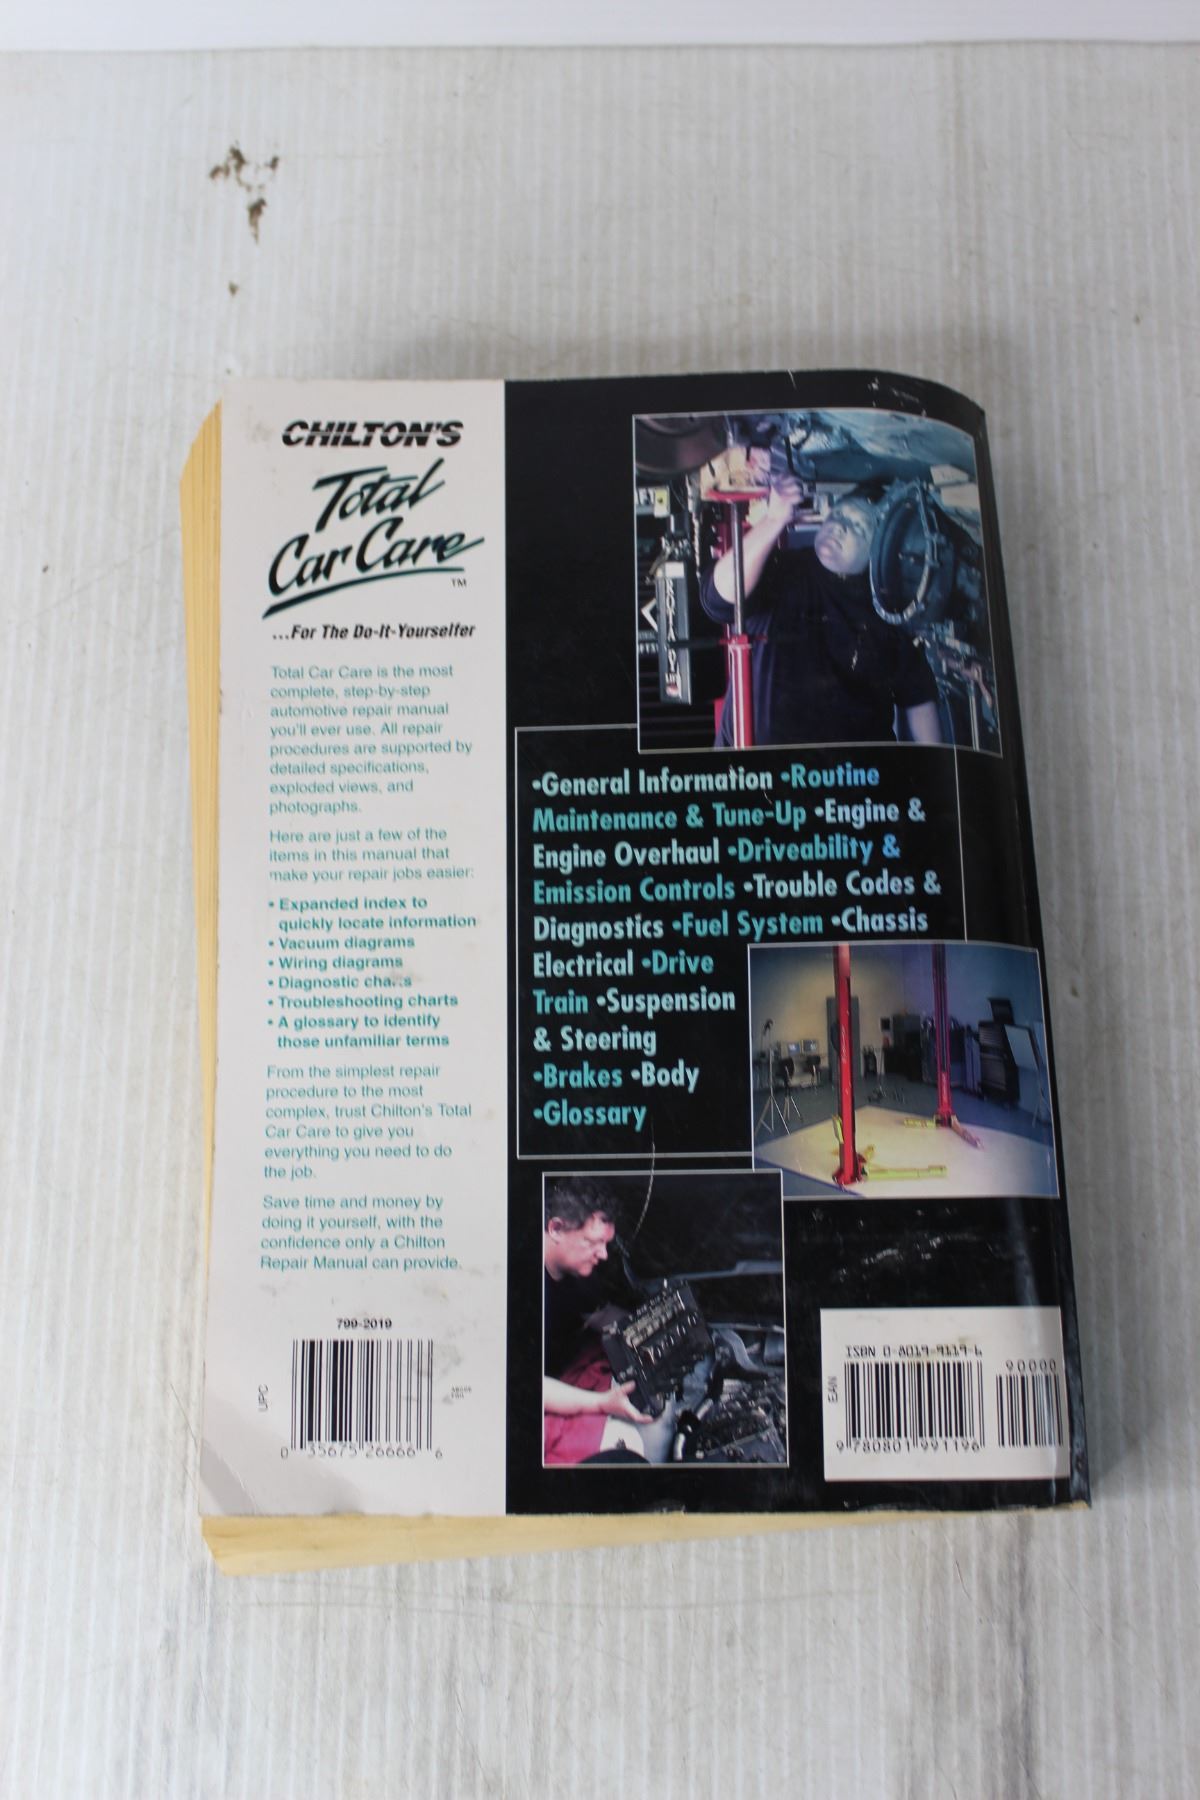 CHILTON'S
Total
Car Care
TM
...For The Do-It-Yourselfer
Total Car Care is the most
complete, step-by-step
automotive repair manual
you'll ever use. All repair
procedures are supported by
detailed specifications,
exploded views, and
photographs.
Here are just a few of the
items in this manual that
make your repair jobs easier:
• Expanded index to
quickly locate information
• Vacuum diagrams
• Wiring diagrams
• Diagnostic charts
• Troubleshooting charts
• A glossary to identify
those unfamiliar terms
From the simplest repair
procedure to the most
complex, trust Chilton's Total
Car Care to give you
everything you need to do
the job.
Save time and money by
doing it yourself, with the
confidence only a Chilton
Repair Manual can provide.
799-2019
UPC
0 35675 26666 6
•General Information •Routine
Maintenance & Tune-Up •Engine &
Engine Overhaul •Driveability &
Emission Controls •Trouble Codes &
Diagnostics •Fuel System •Chassis
Electrical •Drive
Train •Suspension
& Steering
•Brakes •Body
•Glossary
ISBN 0-8019-9119-6
90000
EAN
9 780801 991196